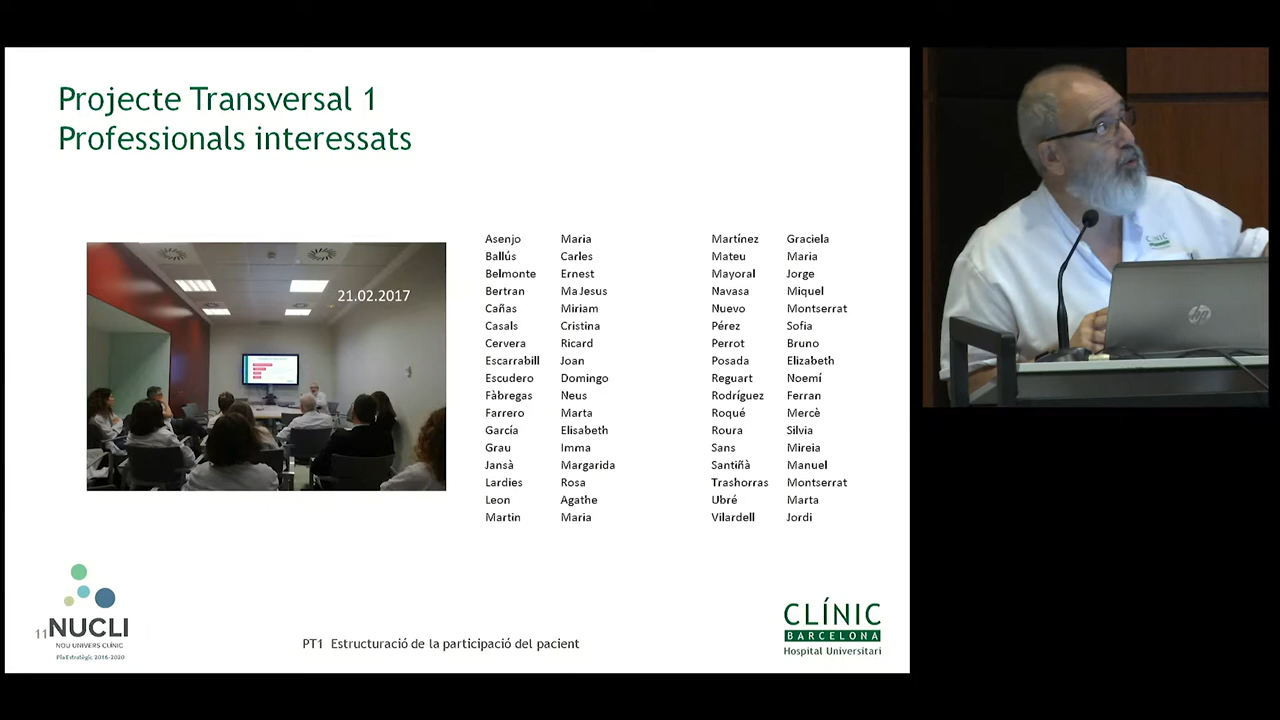 Projecte Transversal 1
Professionals interessats
21.02.2017
Asenjo Maria
Ballús Carles
Belmonte Ernest
Bertran Ma Jesus
Cañas Miriam
Casals Cristina
Cervera Ricard
Escarrabill Joan
Escudero Domingo
Fàbregas Neus
Farrero Marta
García Elisabeth
Grau Imma
Jansà Margarida
Lardies Rosa
Leon Agathe
Martin Maria
Martínez Graciela
Mateu Maria
Mayoral Jorge
Navasa Miquel
Nuevo Montserrat
Pérez Sofia
Perrot Bruno
Posada Elizabeth
Reguart Noemí
Rodríguez Ferran
Roqué Mercè
Roura Silvia
Sans Mireia
Santiñà Manuel
Trashorras Montserrat
Ubré Marta
Vilardell Jordi
11
NUCLI
NOU UNIVERS CLÍNIC
Pla Estratègic 2016-2020
PT1 Estructuració de la participació del pacient
CLÍNIC
BARCELONA
Hospital Universitari
CLÍNIC
hp